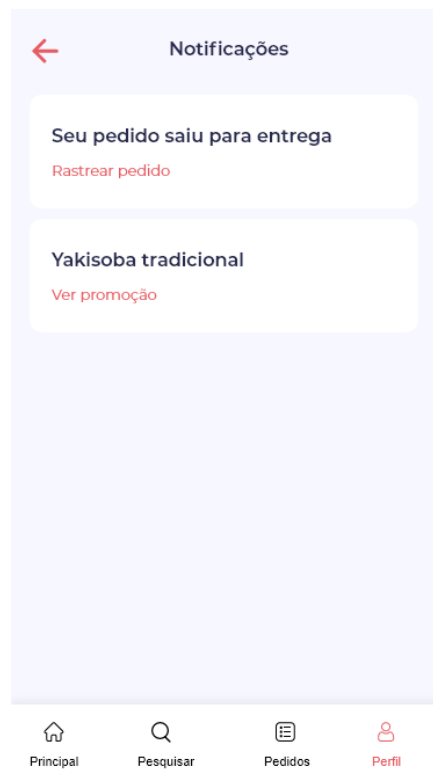 Notificações
Seu pedido saiu para entrega
Rastrear pedido
Yakisoba tradicional
Ver promoção
Principal
Pesquisar
Pedidos
Perfil